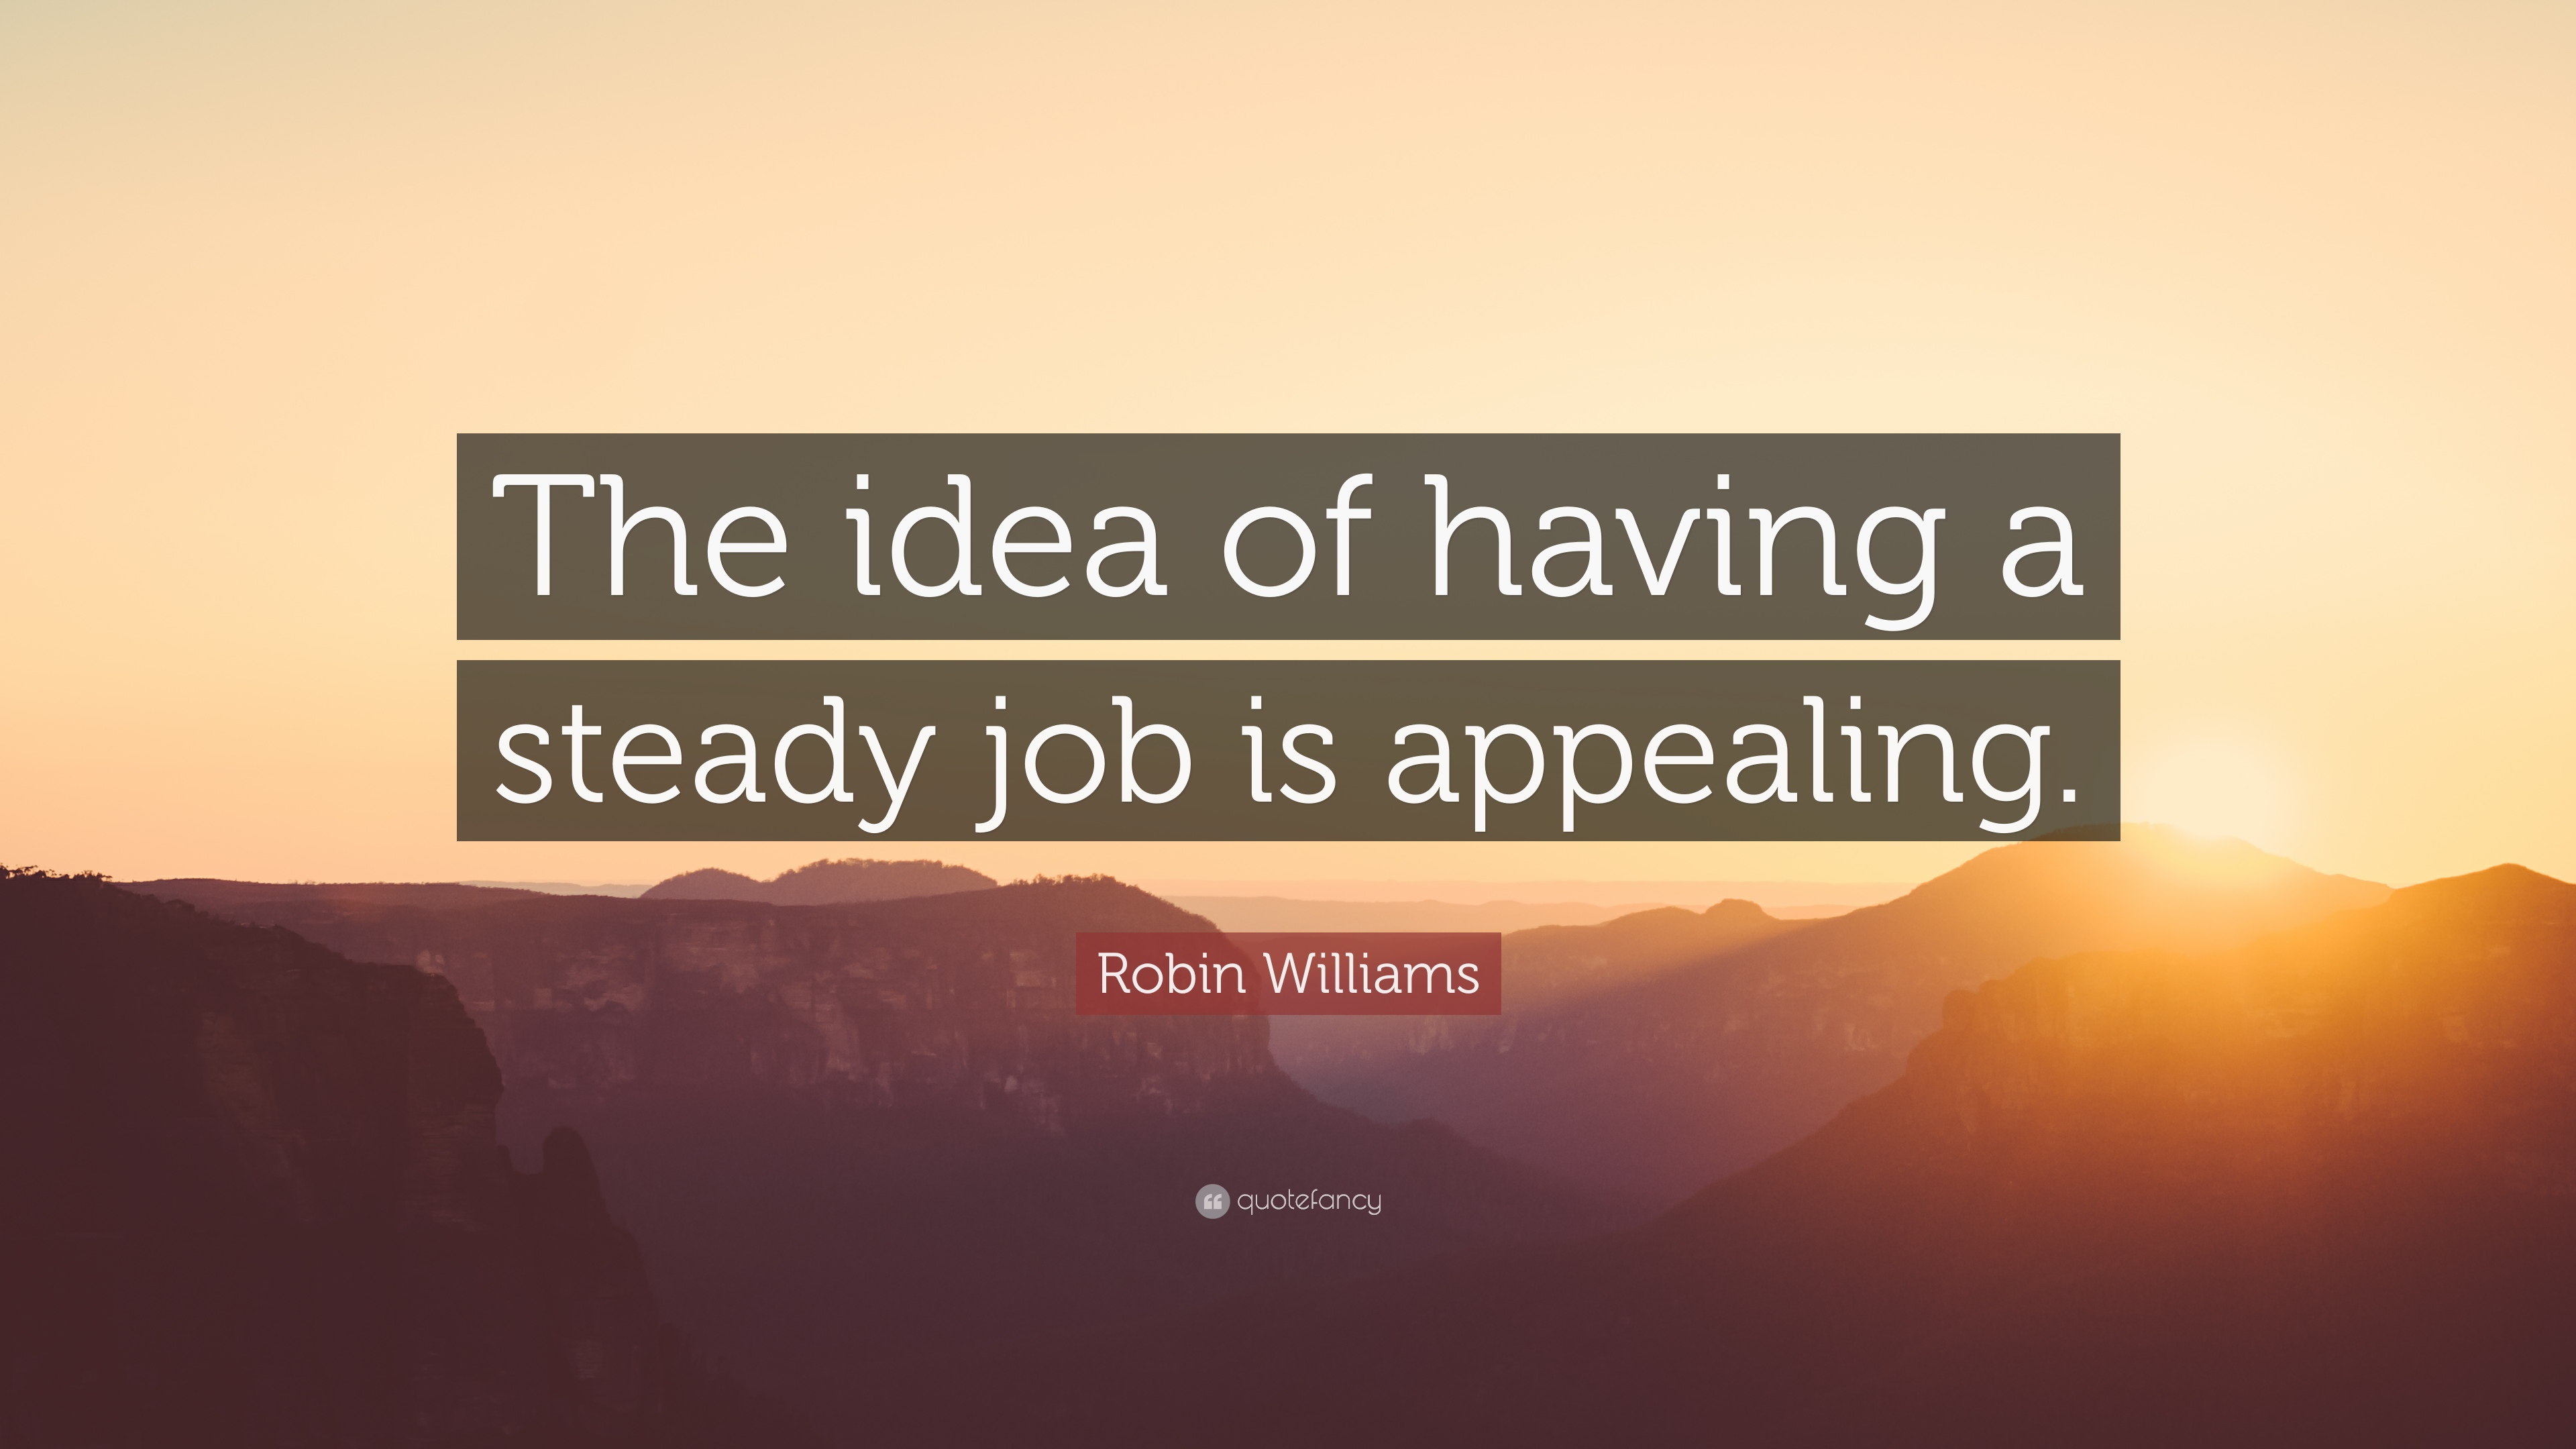 The idea of having a
steady job is appealing.
Robin Williams
quotefancy